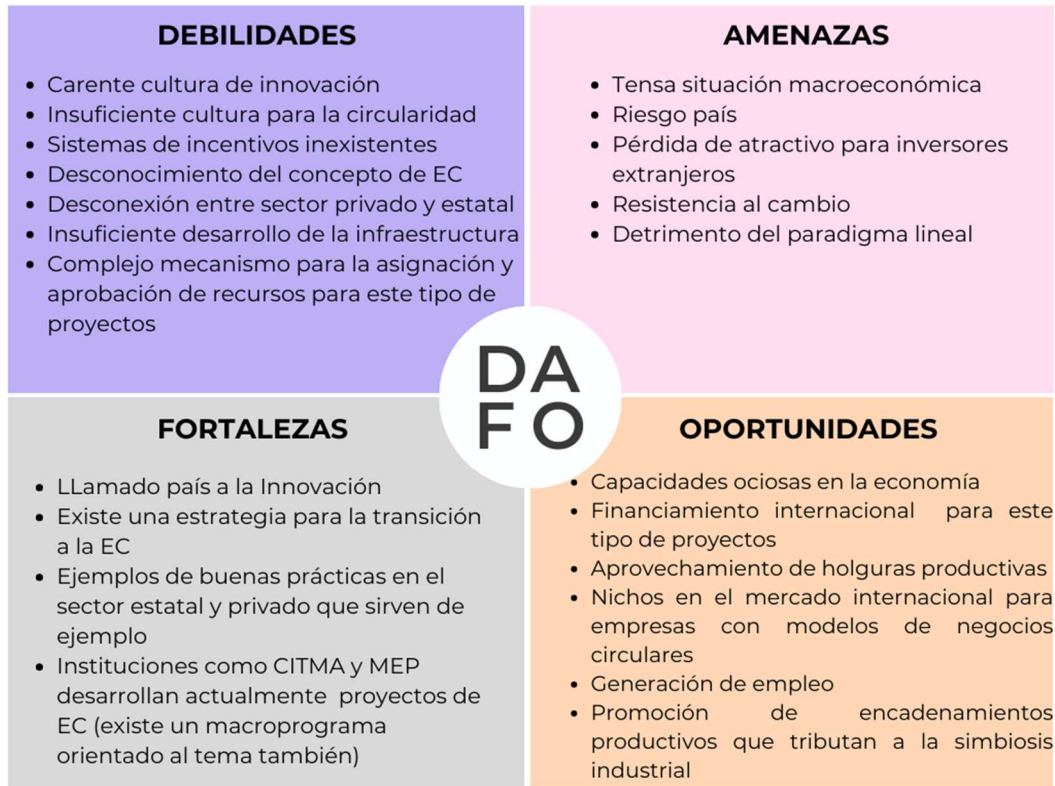 DEBILIDADES
• Carente cultura de innovación
• Insuficiente cultura para la circularidad
• Sistemas de incentivos inexistentes
• Desconocimiento del concepto de EC
• Desconexión entre sector privado y estatal
• Insuficiente desarrollo de la infraestructura
• Complejo mecanismo para la asignación y
aprobación de recursos para este tipo de
proyectos
AMENAZAS
• Tensa situación macroeconómica
• Riesgo país
• Pérdida de atractivo para inversores
extranjeros
• Resistencia al cambio
• Detrimento del paradigma lineal
DA
FO
FORTALEZAS
• LLamado país a la Innovación
• Existe una estrategia para la transición
a la EC
• Ejemplos de buenas prácticas en el
sector estatal y privado que sirven de
ejemplo
• Instituciones como CITMA y MEP
desarrollan actualmente proyectos de
EC (existe un macroprograma
orientado al tema también)
OPORTUNIDADES
• Capacidades ociosas en la economía
• Financiamiento internacional para este
tipo de proyectos
• Aprovechamiento de holguras productivas
• Nichos en el mercado internacional para
empresas con modelos de negocios
circulares
• Generación de empleo
• Promoción de encadenamientos
productivos que tributan a la simbiosis
industrial